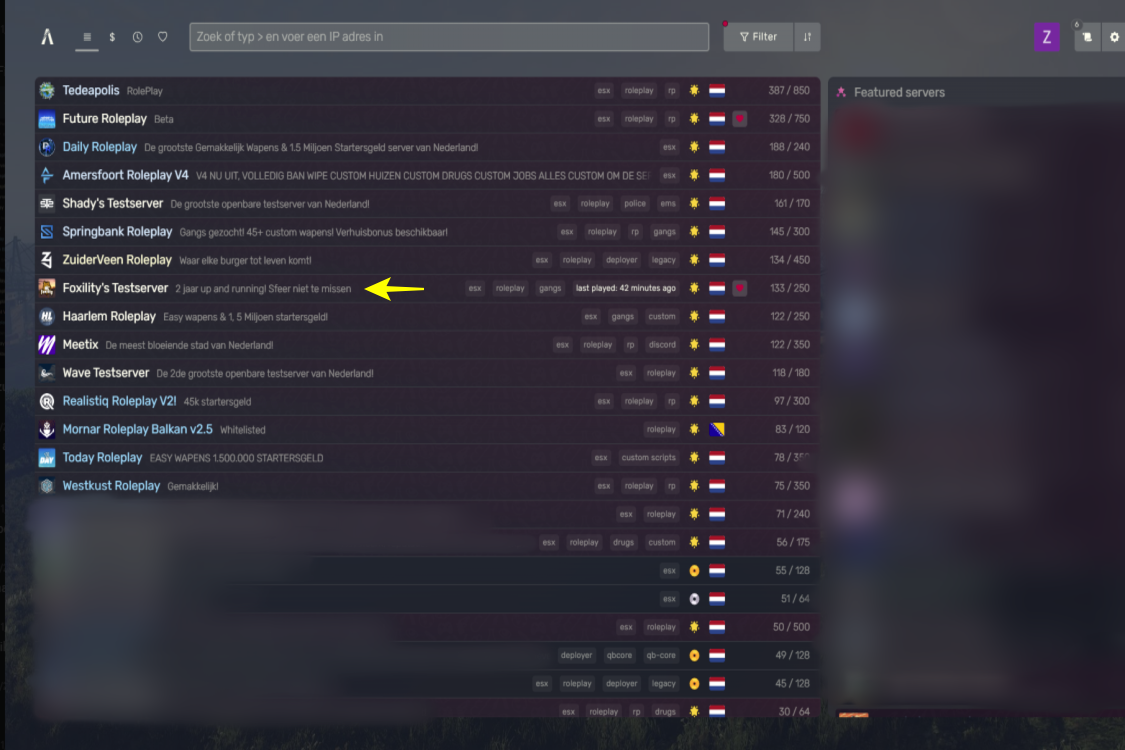 $ Zoek of typ > en voer een IP adres in Filter Z 6
Featured servers
Tedeapolis RolePlay esx roleplay rp 387 / 850
Future Roleplay Beta esx roleplay rp 328 / 750
Daily Roleplay De grootste Gemakkelijk Wapens & 1.5 Miljoen Startersgeld server van Nederland! esx 188 / 240
Amersfoort Roleplay V4 V4 NU UIT, VOLLEDIG BAN WIPE CUSTOM HUIZEN CUSTOM DRUGS CUSTOM JOBS ALLES CUSTOM OM DE SE esx 180 / 500
Shady's Testserver De grootste openbare testserver van Nederland! esx roleplay police ems 161 / 170
Springbank Roleplay Gangs gezocht! 45+ custom wapens! Verhuisbonus beschikbaar! esx roleplay rp gangs 145 / 300
ZuiderVeen Roleplay Waar elke burger tot leven komt! esx roleplay deployer legacy 134 / 450
Foxility's Testserver 2 jaar up and running! Sfeer niet te missen esx roleplay gangs last played: 42 minutes ago 133 / 250
HL Haarlem Roleplay Easy wapens & 1, 5 Miljoen startersgeld! esx gangs custom 122 / 250
Meetix De meest bloeiende stad van Nederland! esx roleplay rp discord 122 / 350
Wave Testserver De 2de grootste openbare testserver van Nederland! esx roleplay 118 / 180
R Realistiq Roleplay V2! 45k startersgeld esx roleplay rp 97 / 300
Mornar Roleplay Balkan v2.5 Whitelisted roleplay 83 / 120
DAY Today Roleplay EASY WAPENS 1.500.000 STARTERSGELD esx custom scripts 78 /
Westkust Roleplay Gemakkelijk! esx roleplay rp 75 / 350
esx roleplay 71 / 240
esx roleplay drugs custom 56 / 175
esx 55 / 128
esx 51 / 64
esx roleplay 50 / 500
deployer qbcore qb-core 49 / 128
esx roleplay deployer legacy 45 / 128
esx roleplay rp drugs 30 / 64